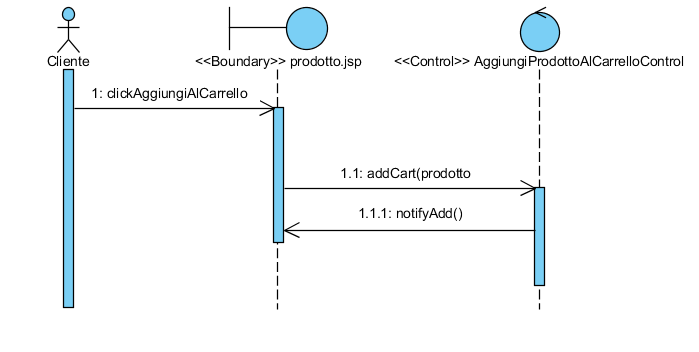 Cliente
<<Boundary>> prodotto.jsp
<<Control>> AggiungiProdottoAlCarrelloControl
1: clickAggiungiAlCarrello
1.1: addCart(prodotto
1.1.1: notifyAdd()